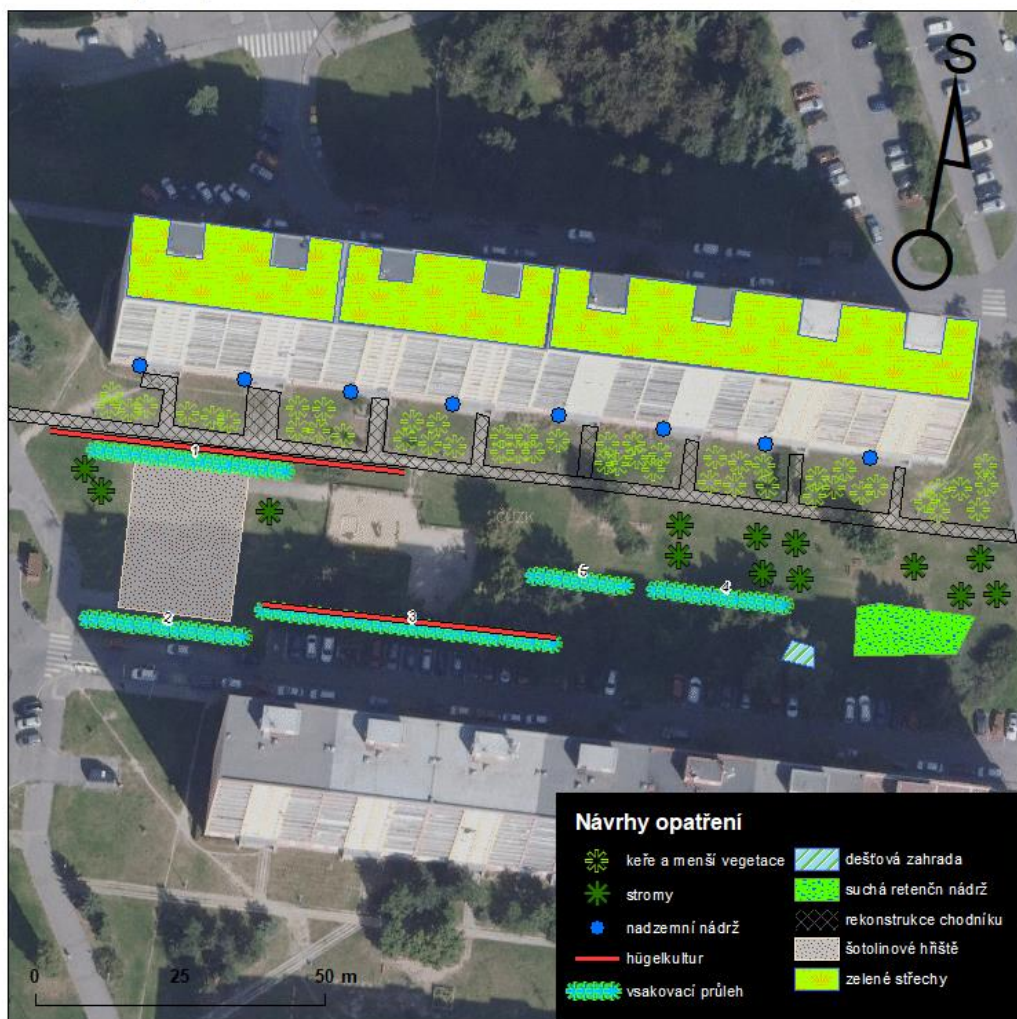 S
1
5
4
2
3
Návrhy opatření
keře a menší vegetace
stromy
nadzemní nádrž
hügelkultur
vsakovací průleh
dešťová zahrada
suchá retenčn nádrž
rekonstrukce chodníku
šotolinové hřiště
zelené střechy
0 25 50 m